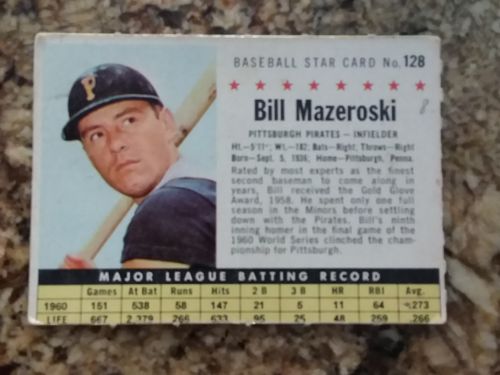 BASEBALL STAR CARD No. 128
Bill Mazeroski
8
PITTSBURGH PIRATES — INFIELDER
Ht.—5'11"; Wt.—182; Bats—Right, Throws—Right
Born—Sept. 5, 1936; Home—Pittsburgh, Penna.
Rated by most experts as the finest
second baseman to come along in
years, Bill received the Gold Glove
Award, 1958. He spent only one full
season in the Minors before settling
down with the Pirates. Bill's ninth
inning homer in the final game of the
1960 World Series clinched the cham-
pionship for Pittsburgh.
P
MAJOR LEAGUE BATTING RECORD
Games At Bat Runs Hits 2 B 3 B HR RBI Avg.
1960 151 538 58 147 21 5 11 64 .273
LIFE 667 2,379 266 633 95 25 48 259 .266